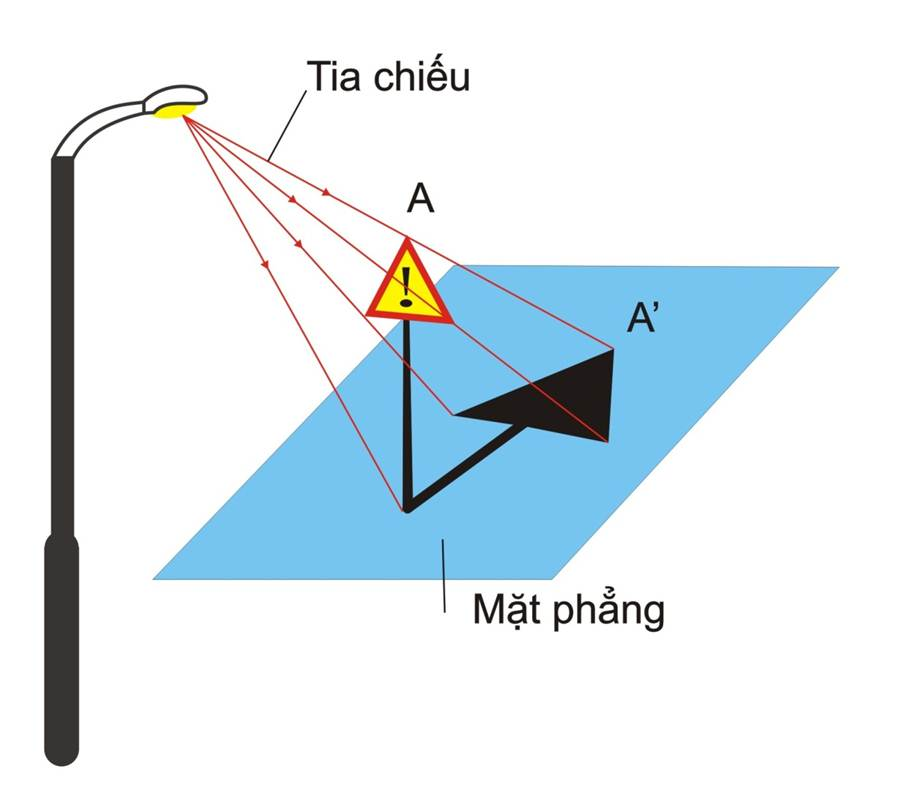 Tia chiếu
A
!
A’
Mặt phẳng